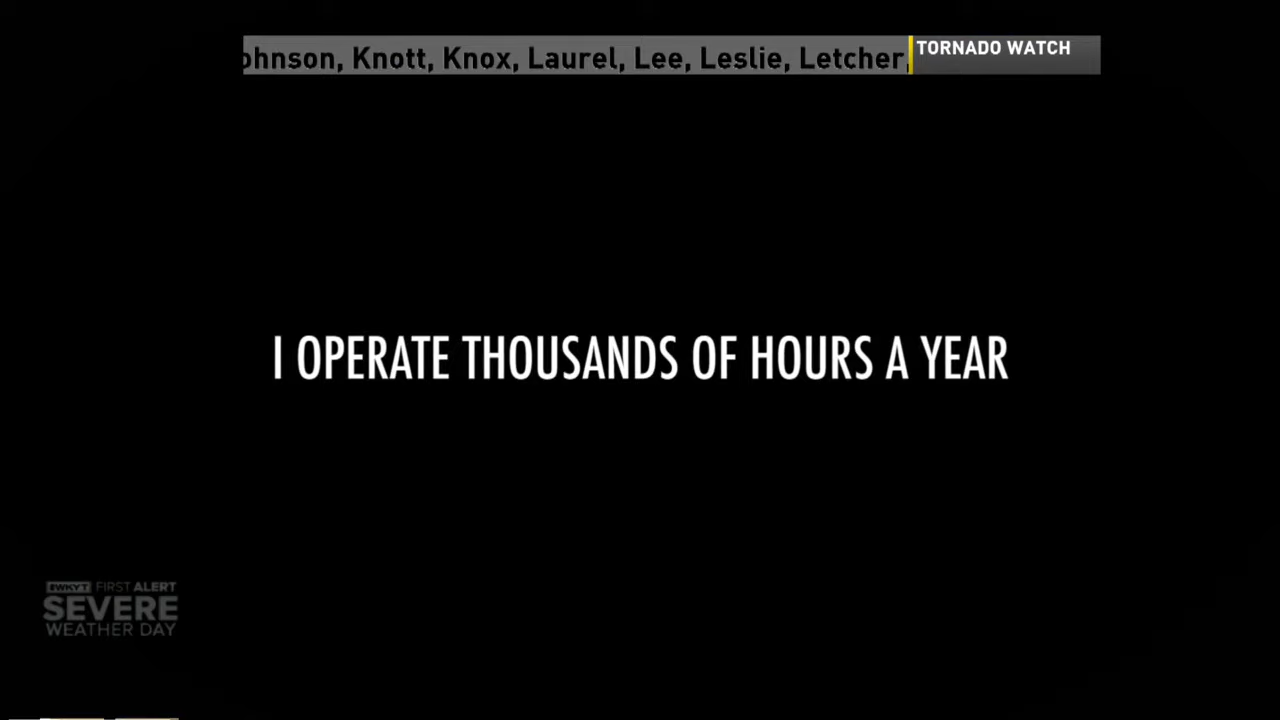 ohnson, Knott, Knox, Laurel, Lee, Leslie, Letcher,
TORNADO WATCH
I OPERATE THOUSANDS OF HOURS A YEAR
WKYT FIRST ALERT
SEVERE
WEATHER DAY